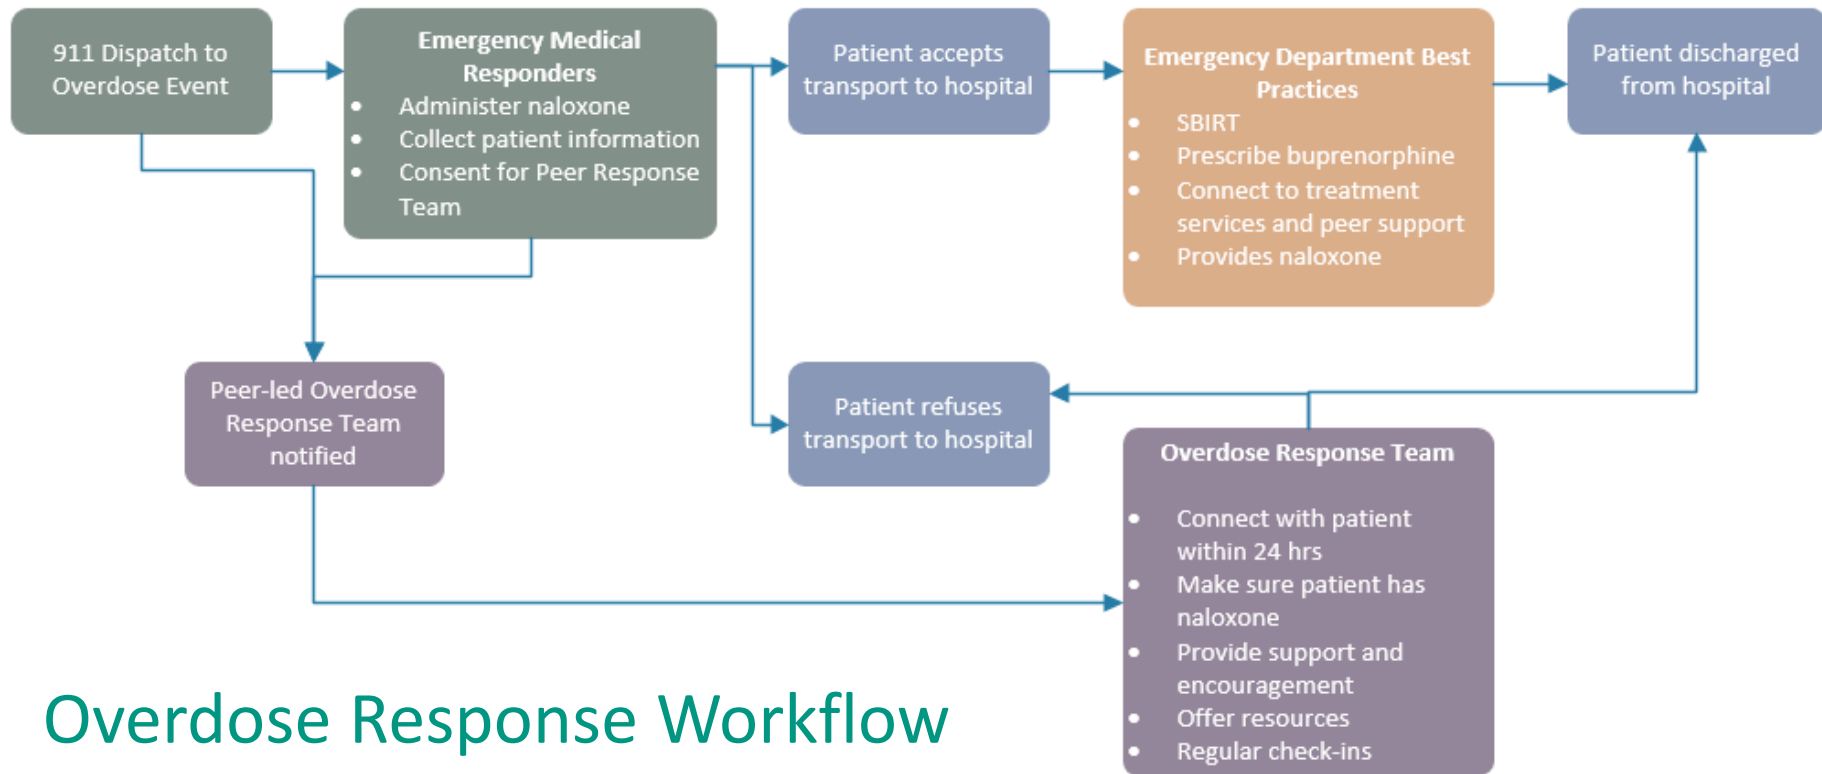 911 Dispatch to
Overdose Event
Emergency Medical
Responders
• Administer naloxone
• Collect patient information
• Consent for Peer Response
Team
Patient accepts
transport to hospital
Emergency Department Best
Practices
• SBIRT
• Prescribe buprenorphine
• Connect to treatment
services and peer support
• Provides naloxone
Patient discharged
from hospital
Peer-led Overdose
Response Team
notified
Patient refuses
transport to hospital
Overdose Response Team
• Connect with patient
within 24 hrs
• Make sure patient has
naloxone
• Provide support and
encouragement
• Offer resources
• Regular check-ins
Overdose Response Workflow